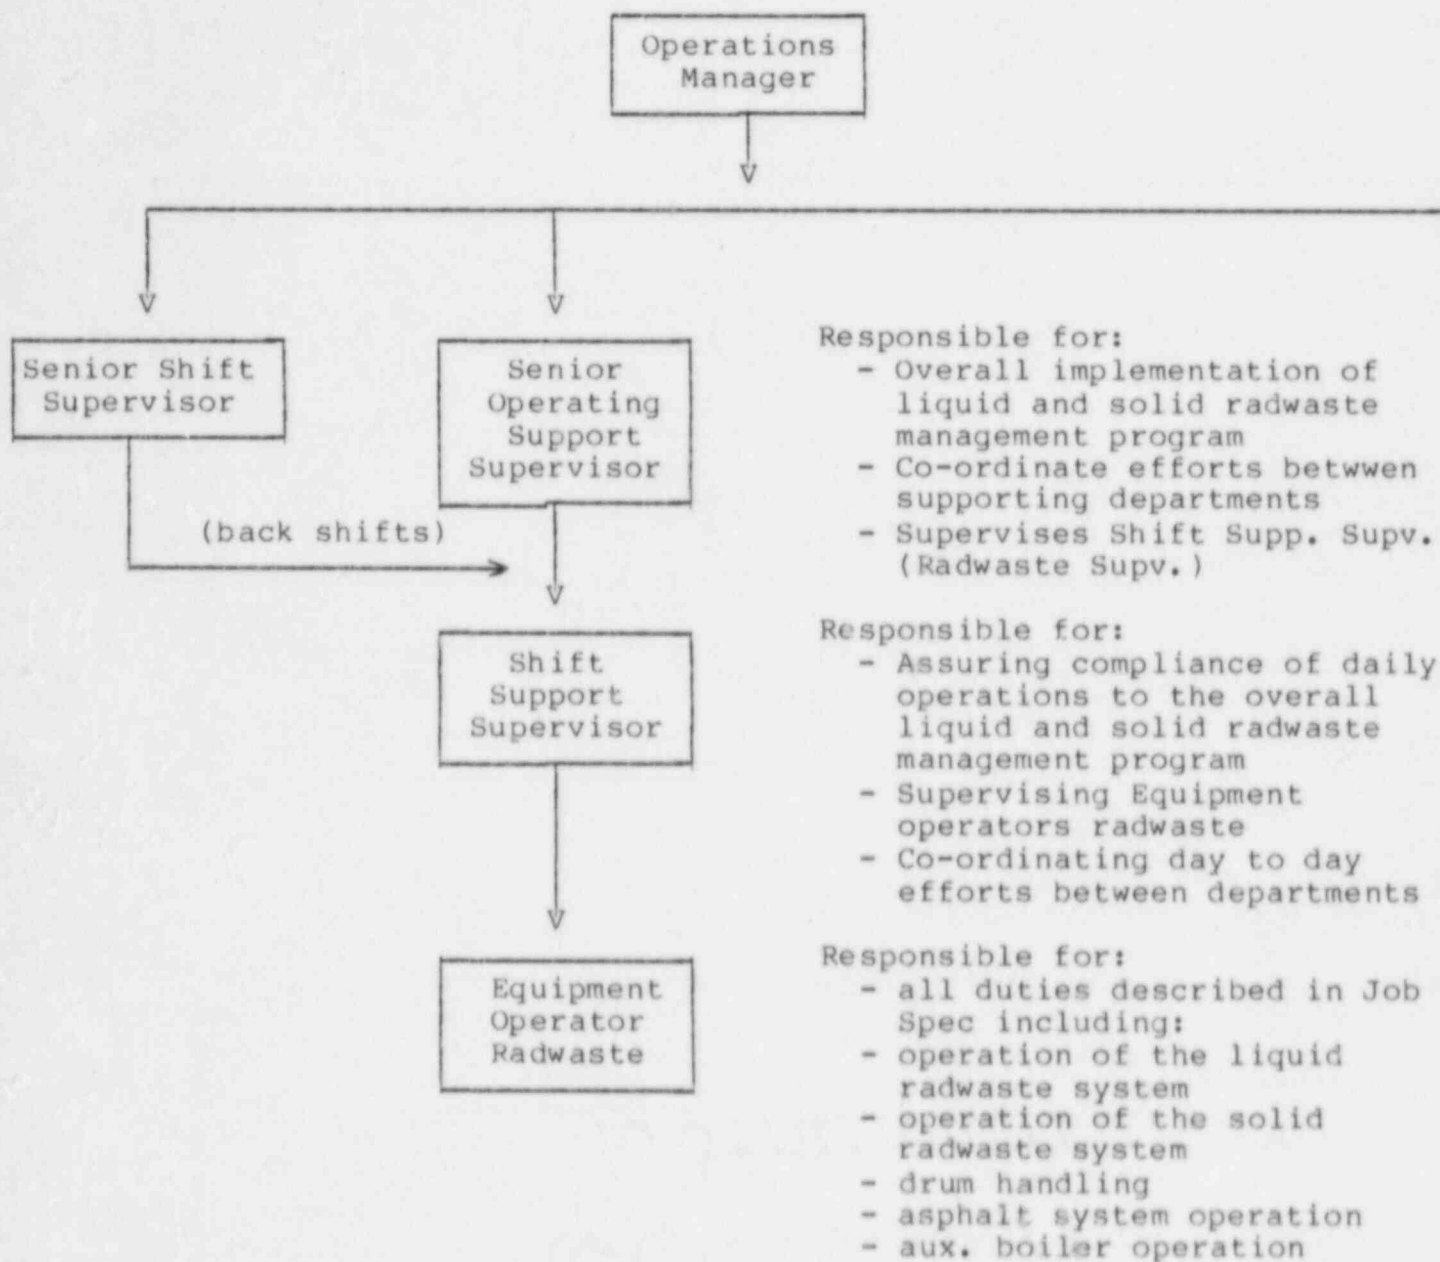 Operations
Manager
Senior Shift
Supervisor
Senior
Operating
Support
Supervisor
(back shifts)
Responsible for:
- Overall implementation of
liquid and solid radwaste
management program
- Co-ordinate efforts betwwen
supporting departments
- Supervises Shift Supp. Supv.
(Radwaste Supv.)
Shift
Support
Supervisor
Responsible for:
- Assuring compliance of daily
operations to the overall
liquid and solid radwaste
management program
- Supervising Equipment
operators radwaste
- Co-ordinating day to day
efforts between departments
Equipment
Operator
Radwaste
Responsible for:
- all duties described in Job
Spec including:
- operation of the liquid
radwaste system
- operation of the solid
radwaste system
- drum handling
- asphalt system operation
- aux. boiler operation